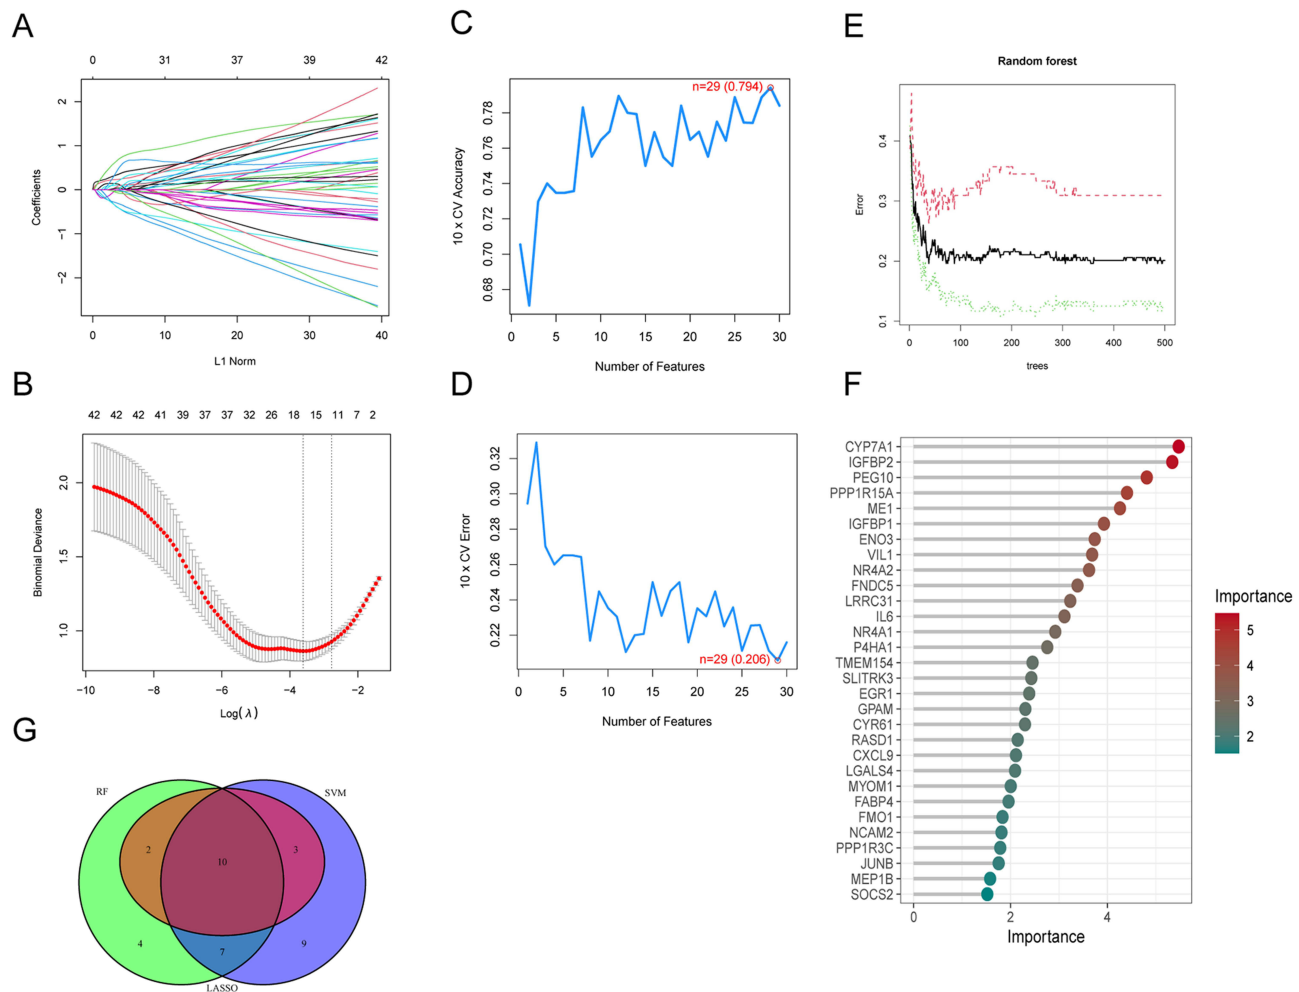 A
0 31 37 39 42
Coefficients
2
1
0
−1
−2
0 10 20 30 40
L1 Norm
B
42 42 42 41 39 37 37 32 26 18 15 11 7 2
Binomial Deviance
2.0
1.5
1.0
−10 −8 −6 −4 −2
Log(λ)
C
n=29 (0.794)
10 x CV Accuracy
0.78
0.76
0.74
0.72
0.70
0.68
0 5 10 15 20 25 30
Number of Features
D
10 x CV Error
0.32
0.30
0.28
0.26
0.24
0.22
n=29 (0.206)
0 5 10 15 20 25 30
Number of Features
E
Random forest
Error
0.4
0.3
0.2
0.1
0 100 200 300 400 500
trees
F
CYP7A1
IGFBP2
PEG10
PPP1R15A
ME1
IGFBP1
ENO3
VIL1
NR4A2
FNDC5
LRRC31
IL6
NR4A1
P4HA1
TMEM154
SLITRK3
EGR1
GPAM
CYR61
RASD1
CXCL9
LGALS4
MYOM1
FABP4
FMO1
NCAM2
PPP1R3C
JUNB
MEP1B
SOCS2
0 2 4
Importance
Importance
5
4
3
2
G
RF
SVM
2
10
3
4
7
9
LASSO